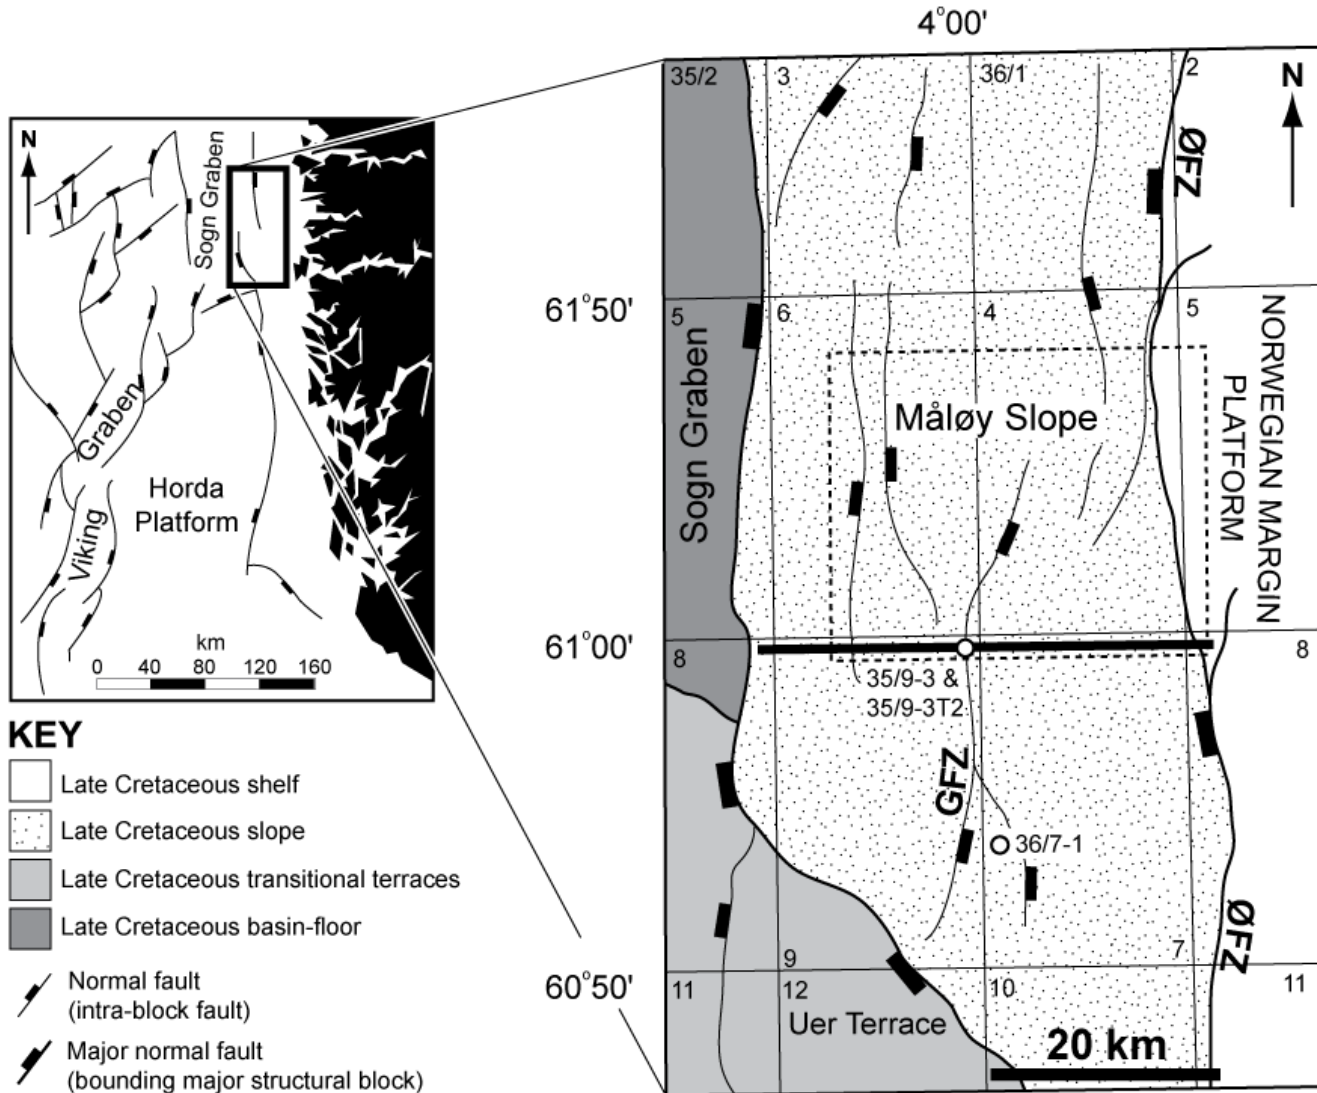 4°00'
35/2
3
36/1
2
N
N
ØFZ
Sogn Graben
61°50'
5
6
4
5
Sogn Graben
Måløy Slope
NORWEGIAN MARGIN
PLATFORM
Graben
Viking
Horda
Platform
km
0 40 80 120 160
61°00'
8
8
35/9-3 &
35/9-3T2
GFZ
36/7-1
ØFZ
9
7
60°50'
11
12
10
11
Uer Terrace
20 km
KEY
Late Cretaceous shelf
Late Cretaceous slope
Late Cretaceous transitional terraces
Late Cretaceous basin-floor
Normal fault
(intra-block fault)
Major normal fault
(bounding major structural block)